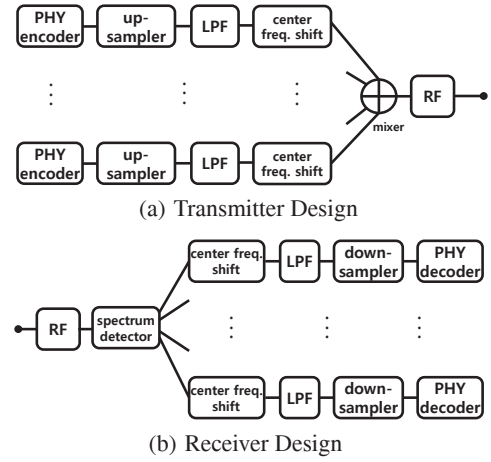 PHY encoder
up-sampler
LPF
center freq. shift
RF
mixer
PHY encoder
up-sampler
LPF
center freq. shift
(a) Transmitter Design
center freq. shift
LPF
down-sampler
PHY decoder
RF
spectrum detector
center freq. shift
LPF
down-sampler
PHY decoder
(b) Receiver Design